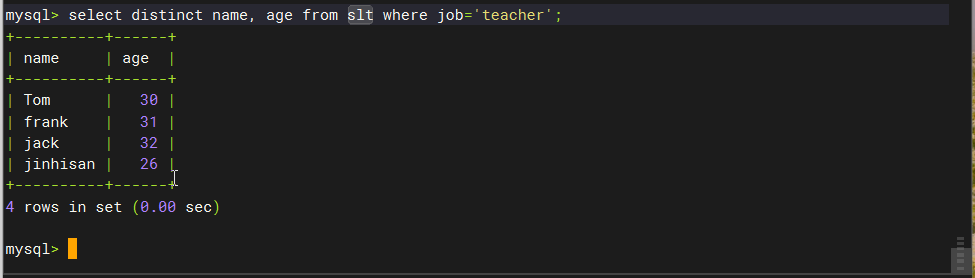 mysql> select distinct name, age from slt where job='teacher';
+----------+------+
| name     | age  |
+----------+------+
| Tom      |   30 |
| frank    |   31 |
| jack     |   32 |
| jinhisan |   26 |
+----------+------+
4 rows in set (0.00 sec)
mysql>